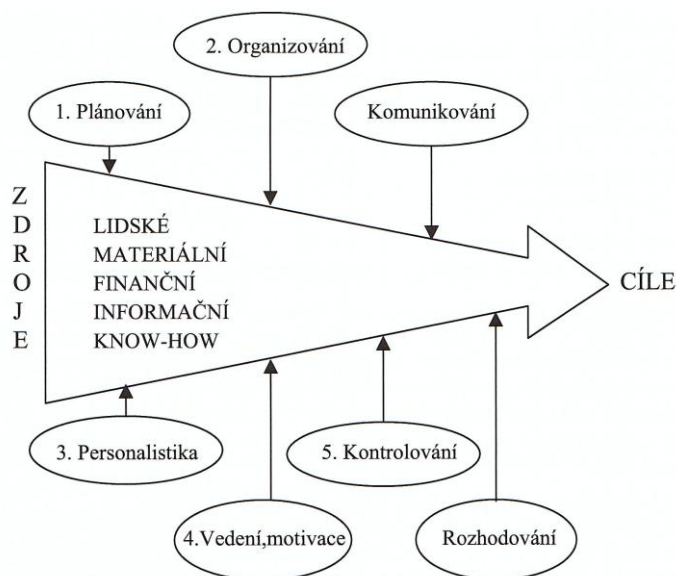 2. Organizování
1. Plánování
Komunikování
Z
D
R
O
J
E
LIDSKÉ
MATERIÁLNÍ
FINANČNÍ
INFORMAČNÍ
KNOW-HOW
CÍLE
3. Personalistika
5. Kontrolování
4.Vedení,motivace
Rozhodování